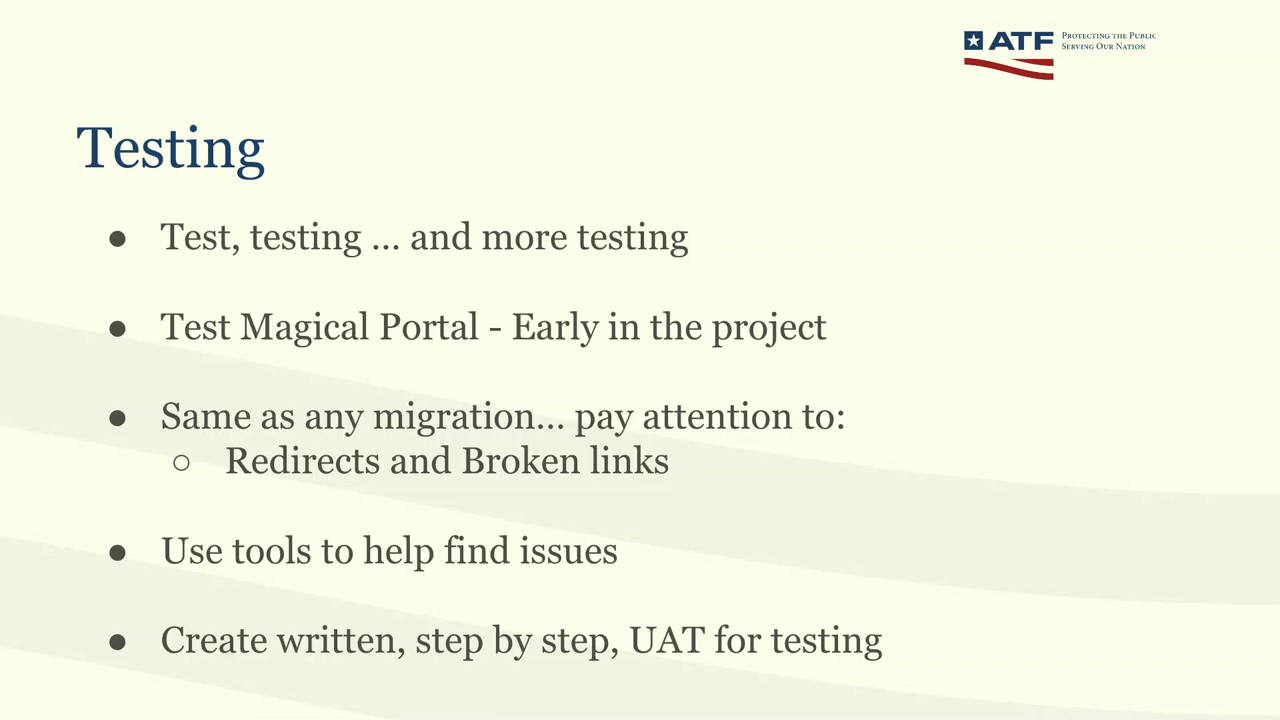 ATF
Protecting the Public
Serving Our Nation
Testing
● Test, testing ... and more testing
● Test Magical Portal - Early in the project
● Same as any migration... pay attention to:
○ Redirects and Broken links
● Use tools to help find issues
● Create written, step by step, UAT for testing